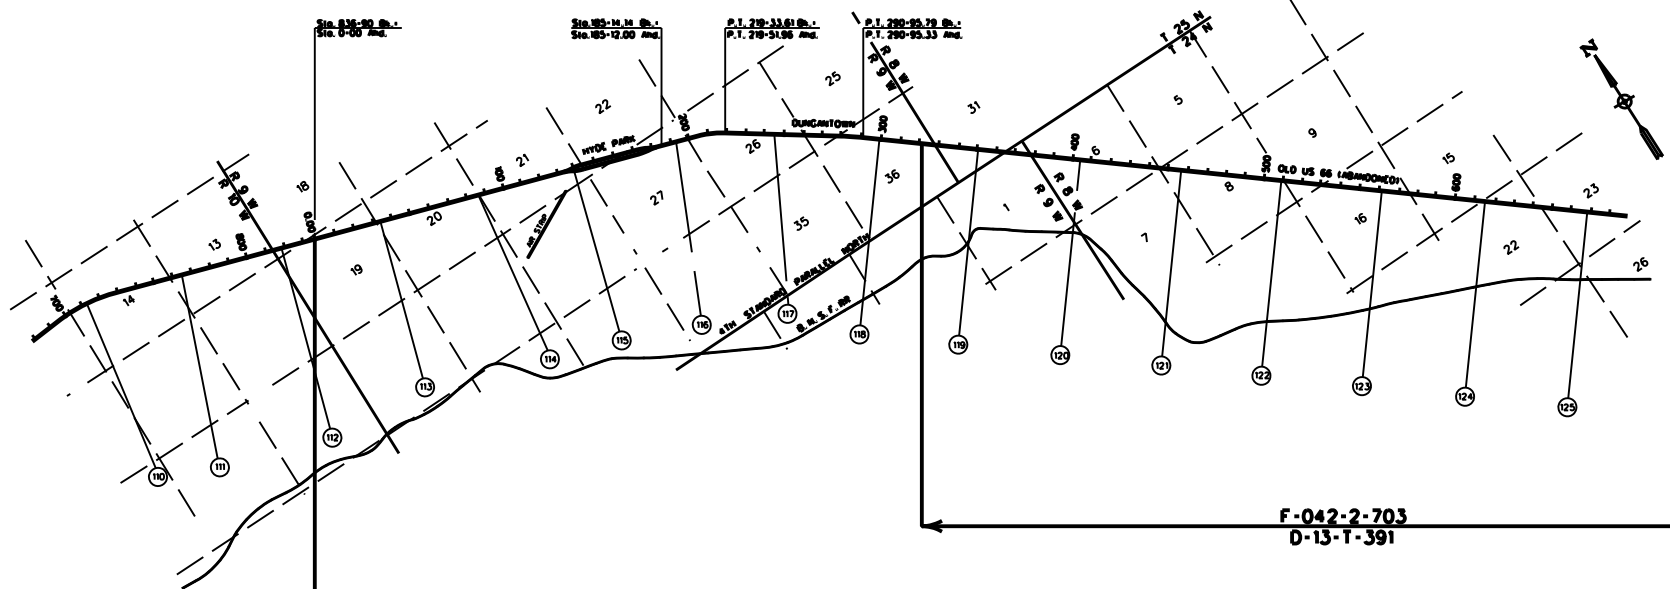 Sta. 836-90 Bk.=
Sta. 0-00 Ahd.
Sta. 185-14.14 Bk.=
Sta. 185-12.00 Ahd.
P.T. 219-33.61 Bk.=
P.T. 219-51.96 Ahd.
P.T. 290-95.79 Bk.=
P.T. 290-95.33 Ahd.
R 8 W
R 9 W
T 25 N
T 24 N
N
22
25
31
5
9
15
23
HYDE PARK
200
DUNGANTOWN
300
400
500
OLD US 66 (ABANDONED)
600
R 9 W
R 10 W
18
21
100
26
36
6
8
16
22
26
14
13
800
0.00
19
20
AIR STRIP
27
35
1
7
R 8 W
R 9 W
6TH STANDARD PARALLEL NORTH
B. N. S. F. RR
110
111
112
113
114
115
116
117
118
119
120
121
122
123
124
125
F-042-2-703
D-13-T-391